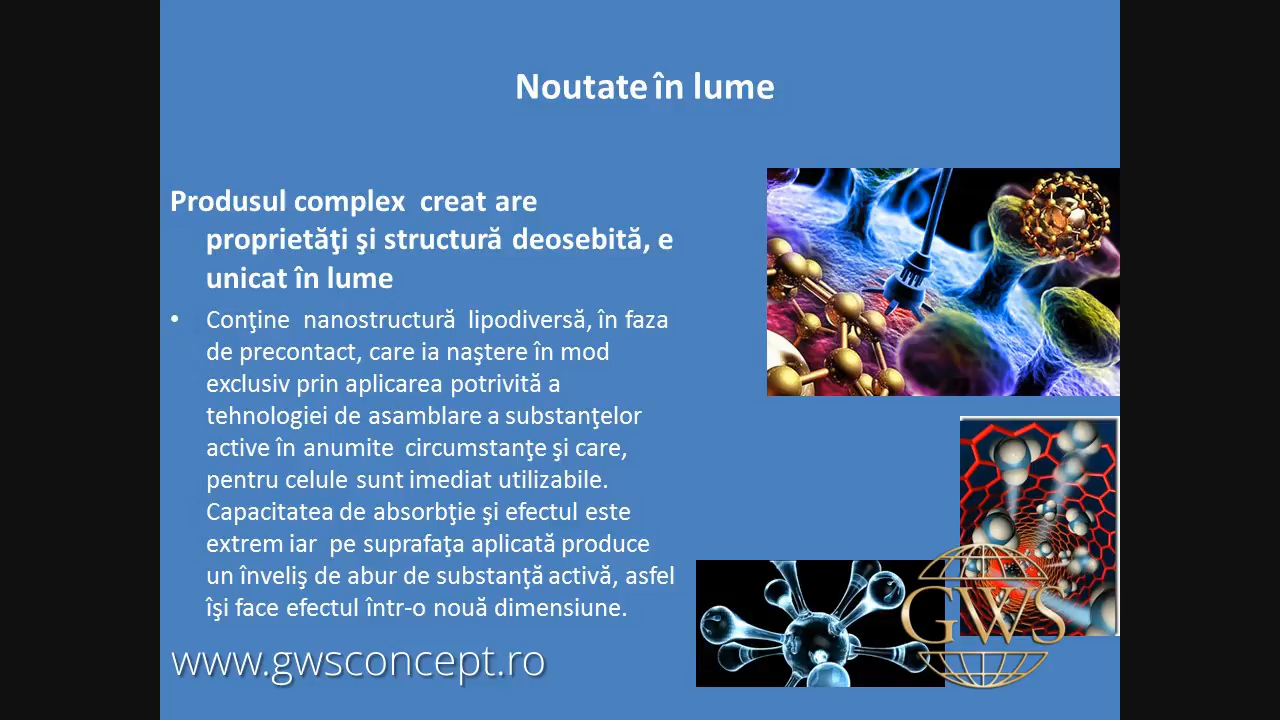 Noutate în lume
Produsul complex creat are
proprietăţi şi structură deosebită, e
unicat în lume
• Conţine nanostructură lipodiversă, în faza
de precontact, care ia naştere în mod
exclusiv prin aplicarea potrivită a
tehnologiei de asamblare a substanţelor
active în anumite circumstanţe şi care,
pentru celule sunt imediat utilizabile.
Capacitatea de absorbţie şi efectul este
extrem iar pe suprafaţa aplicată produce
un înveliş de abur de substanţă activă, asfel
îşi face efectul într-o nouă dimensiune.
GWS
www.gwsconcept.ro